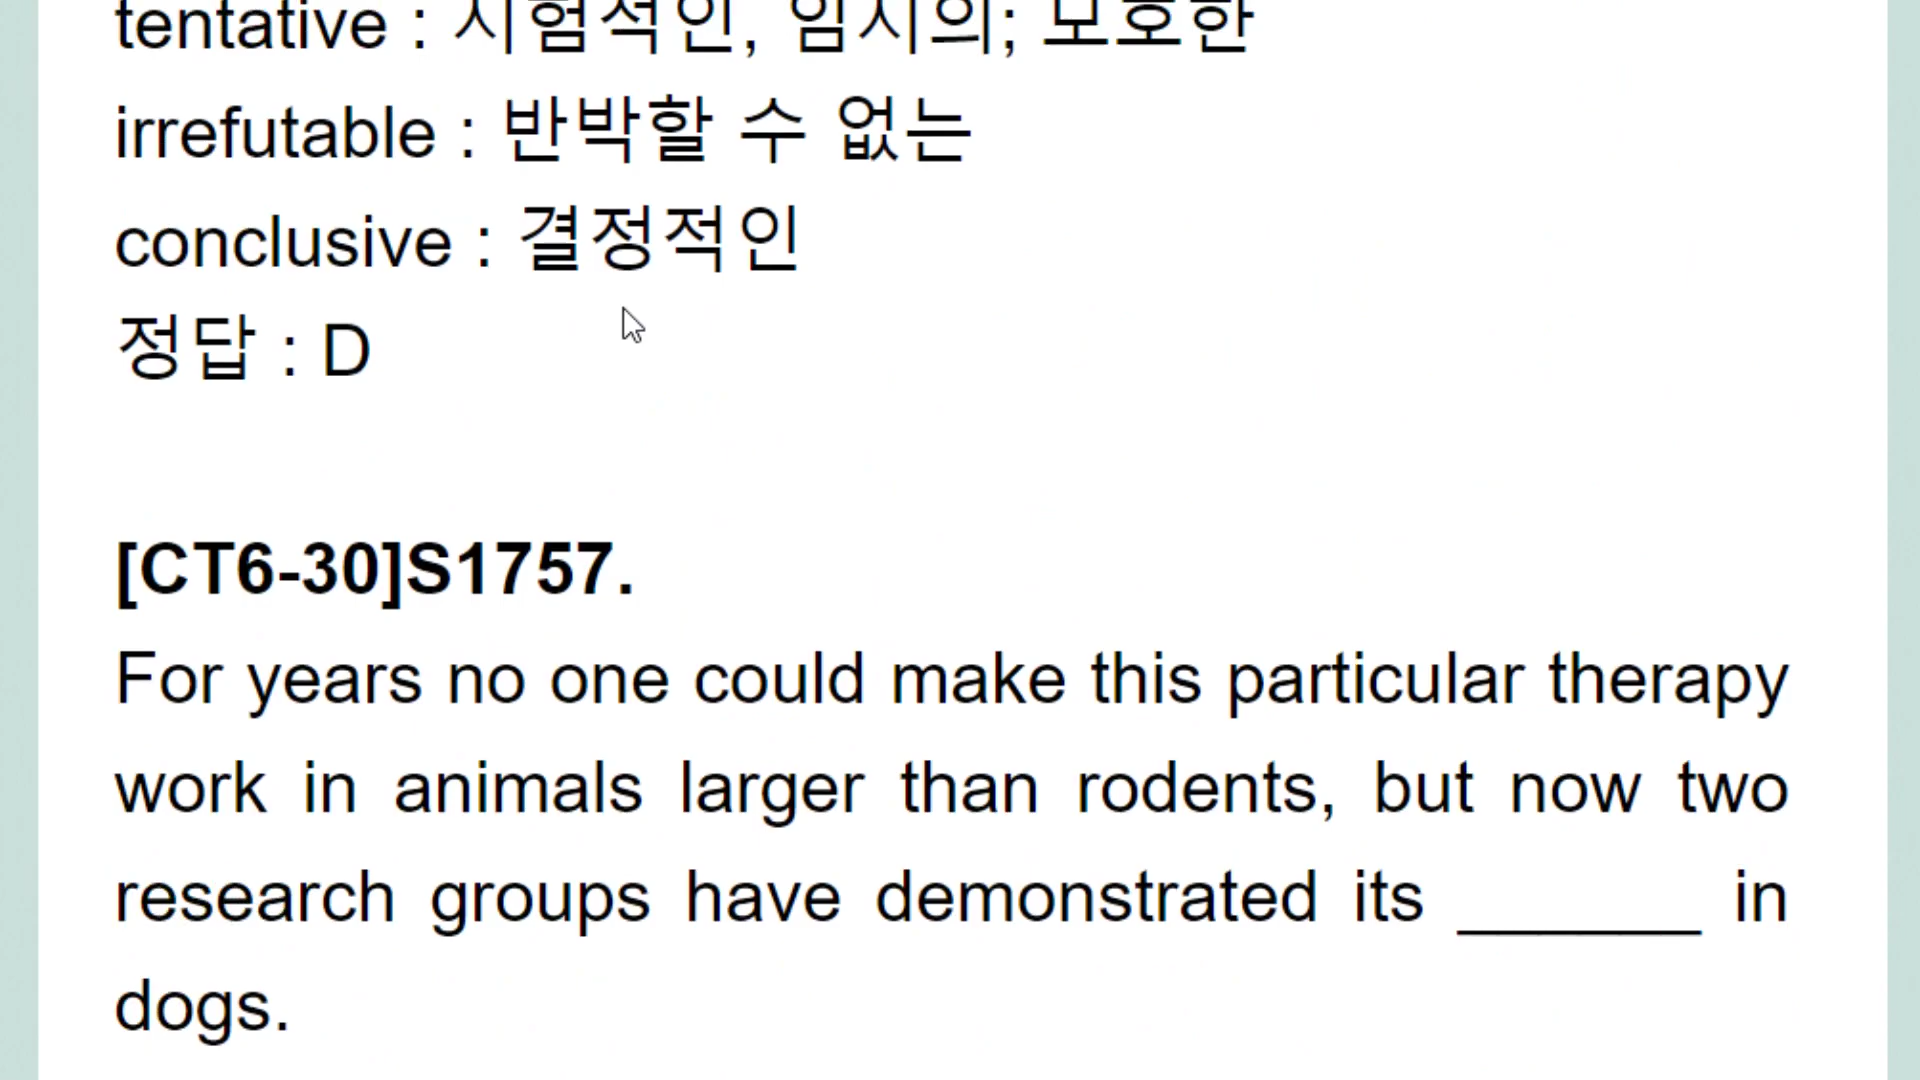 tentative : 시험적인, 임시의; 모호한
irrefutable : 반박할 수 없는
conclusive : 결정적인
정답 : D
[CT6-30]S1757.
For years no one could make this particular therapy
work in animals larger than rodents, but now two
research groups have demonstrated its _______ in
dogs.